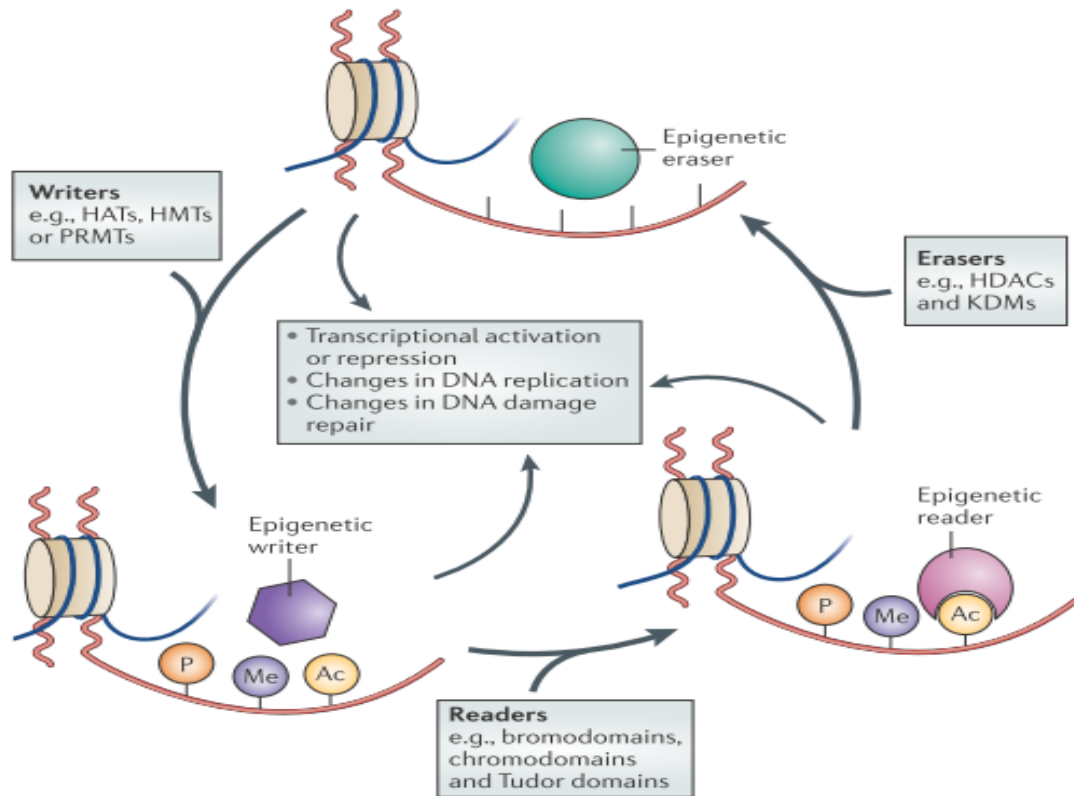 Epigenetic
eraser
Writers
e.g., HATs, HMTs
or PRMTs
Erasers
e.g., HDACs
and KDMs
• Transcriptional activation
or repression
• Changes in DNA replication
• Changes in DNA damage
repair
Epigenetic
writer
P
Me
Ac
Epigenetic
reader
P
Me
Ac
Readers
e.g., bromodomains,
chromodomains
and Tudor domains